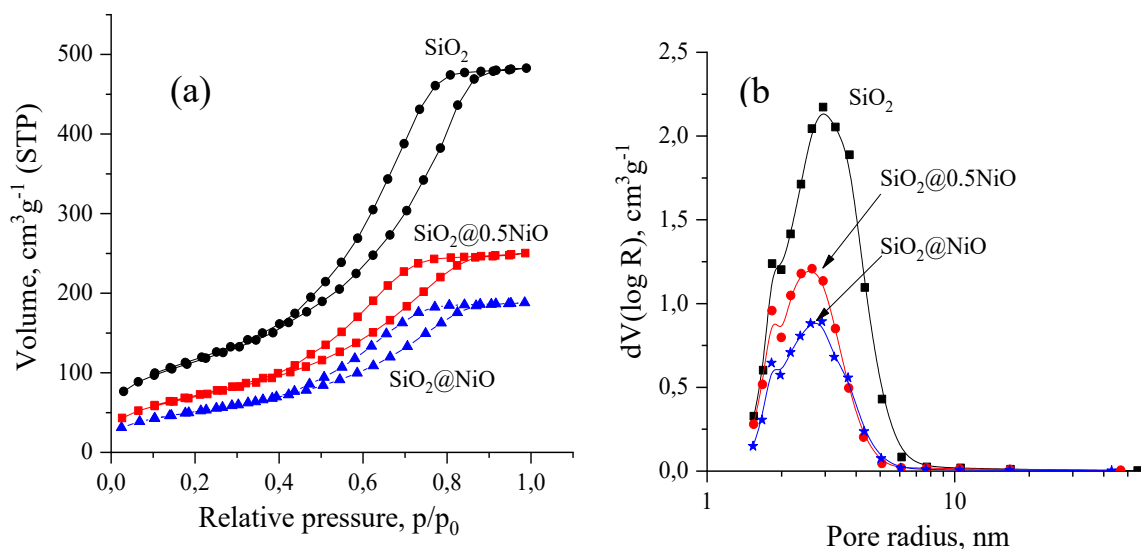 (a)
SiO₂
SiO₂@0.5NiO
SiO₂@NiO
Volume, cm³g⁻¹ (STP)
500
400
300
200
100
0
0,0 0,2 0,4 0,6 0,8 1,0
Relative pressure, p/p₀
(b
SiO₂
SiO₂@0.5NiO
SiO₂@NiO
dV(log R), cm³g⁻¹
2,5
2,0
1,5
1,0
0,5
0,0
1 10
Pore radius, nm